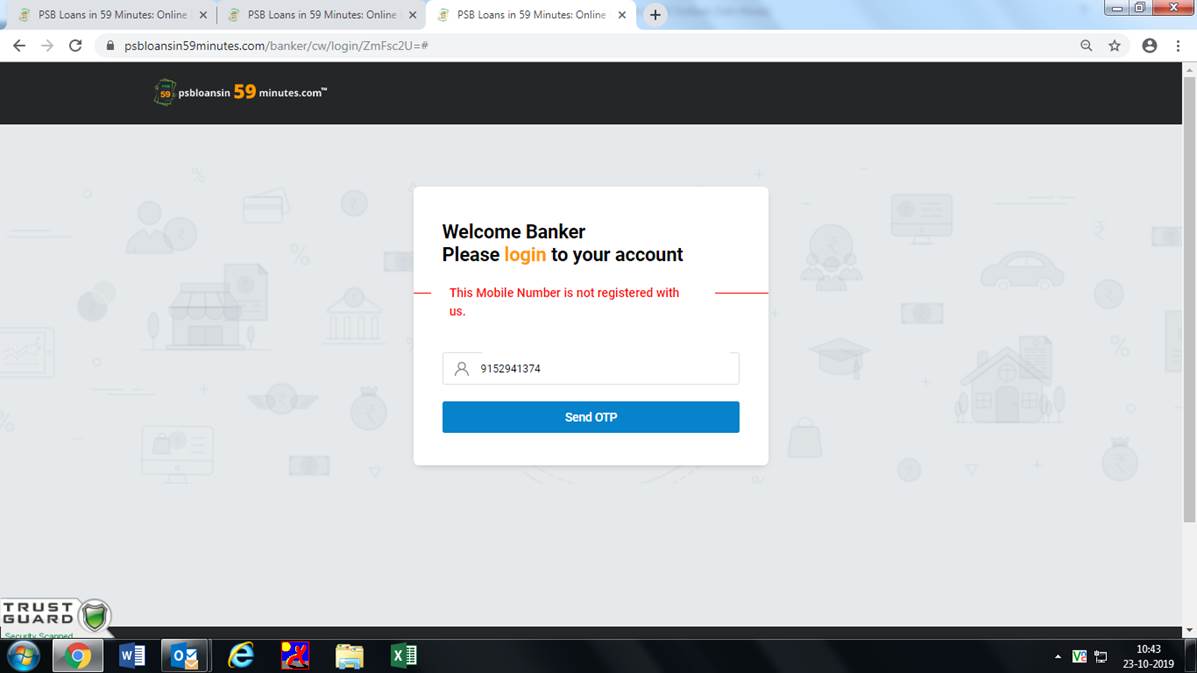 PSB Loans in 59 Minutes: Online
PSB Loans in 59 Minutes: Online
PSB Loans in 59 Minutes: Online
psbloansin59minutes.com/banker/cw/login/ZmFsc2U=#
psbloansin 59 minutes.com™
Welcome Banker
Please login to your account
This Mobile Number is not registered with
us.
9152941374
Send OTP
TRUST
GUARD
Security Scanned
10:43
23-10-2019